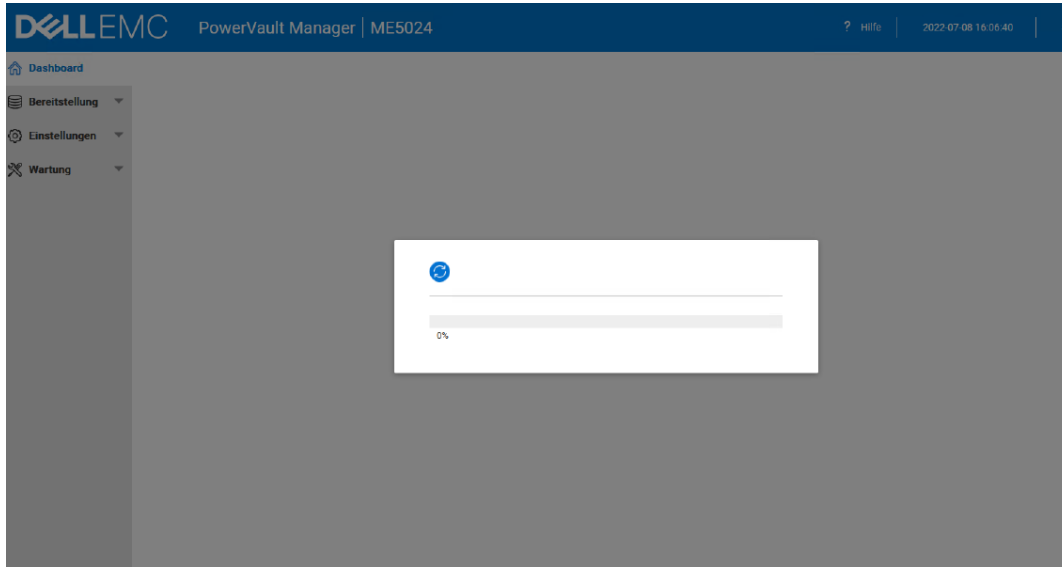 DELLEMC PowerVault Manager | ME5024 ? Hilfe 2022-07-08 16:06:40
Dashboard
Bereitstellung
Einstellungen
Wartung
0%